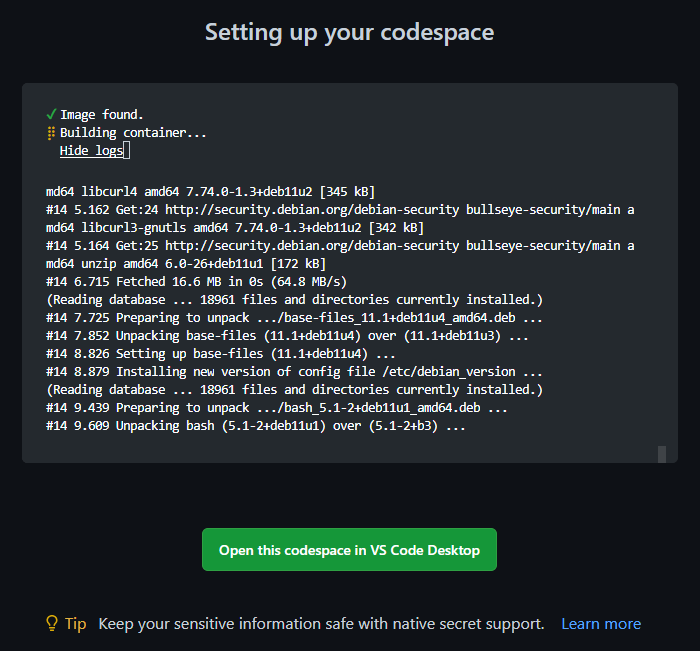 Setting up your codespace
✓ Image found.
Building container...
Hide logs
md64 libcurl4 amd64 7.74.0-1.3+deb11u2 [345 kB]
#14 5.162 Get:24 http://security.debian.org/debian-security bullseye-security/main a
md64 libcurl3-gnutls amd64 7.74.0-1.3+deb11u2 [342 kB]
#14 5.164 Get:25 http://security.debian.org/debian-security bullseye-security/main a
md64 unzip amd64 6.0-26+deb11u1 [172 kB]
#14 6.715 Fetched 16.6 MB in 0s (64.8 MB/s)
(Reading database ... 18961 files and directories currently installed.)
#14 7.725 Preparing to unpack .../base-files_11.1+deb11u4_amd64.deb ...
#14 7.852 Unpacking base-files (11.1+deb11u4) over (11.1+deb11u3) ...
#14 8.826 Setting up base-files (11.1+deb11u4) ...
#14 8.879 Installing new version of config file /etc/debian_version ...
(Reading database ... 18961 files and directories currently installed.)
#14 9.439 Preparing to unpack .../bash_5.1-2+deb11u1_amd64.deb ...
#14 9.609 Unpacking bash (5.1-2+deb11u1) over (5.1-2+b3) ...
Open this codespace in VS Code Desktop
Tip Keep your sensitive information safe with native secret support. Learn more